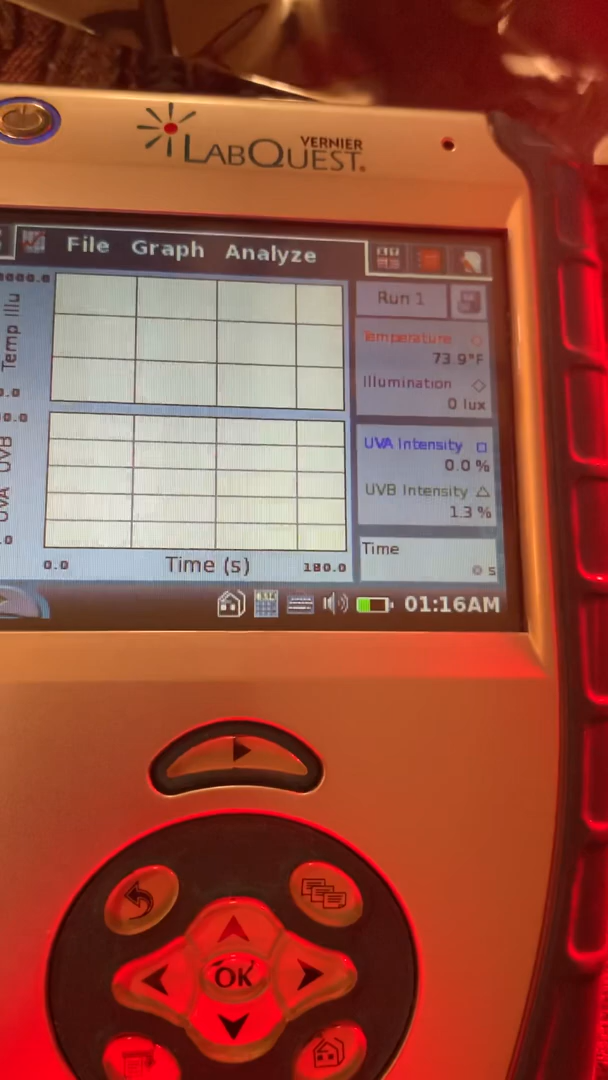 VERNIER
LABQUEST
File Graph Analyze
Temp Illu
Run 1
Temperature
73.9°F
Illumination
0 lux
UVA UVB
UVA Intensity
0.0 %
UVB Intensity
1.3 %
0.0
Time (s)
180.0
Time
s
01:16AM
OK